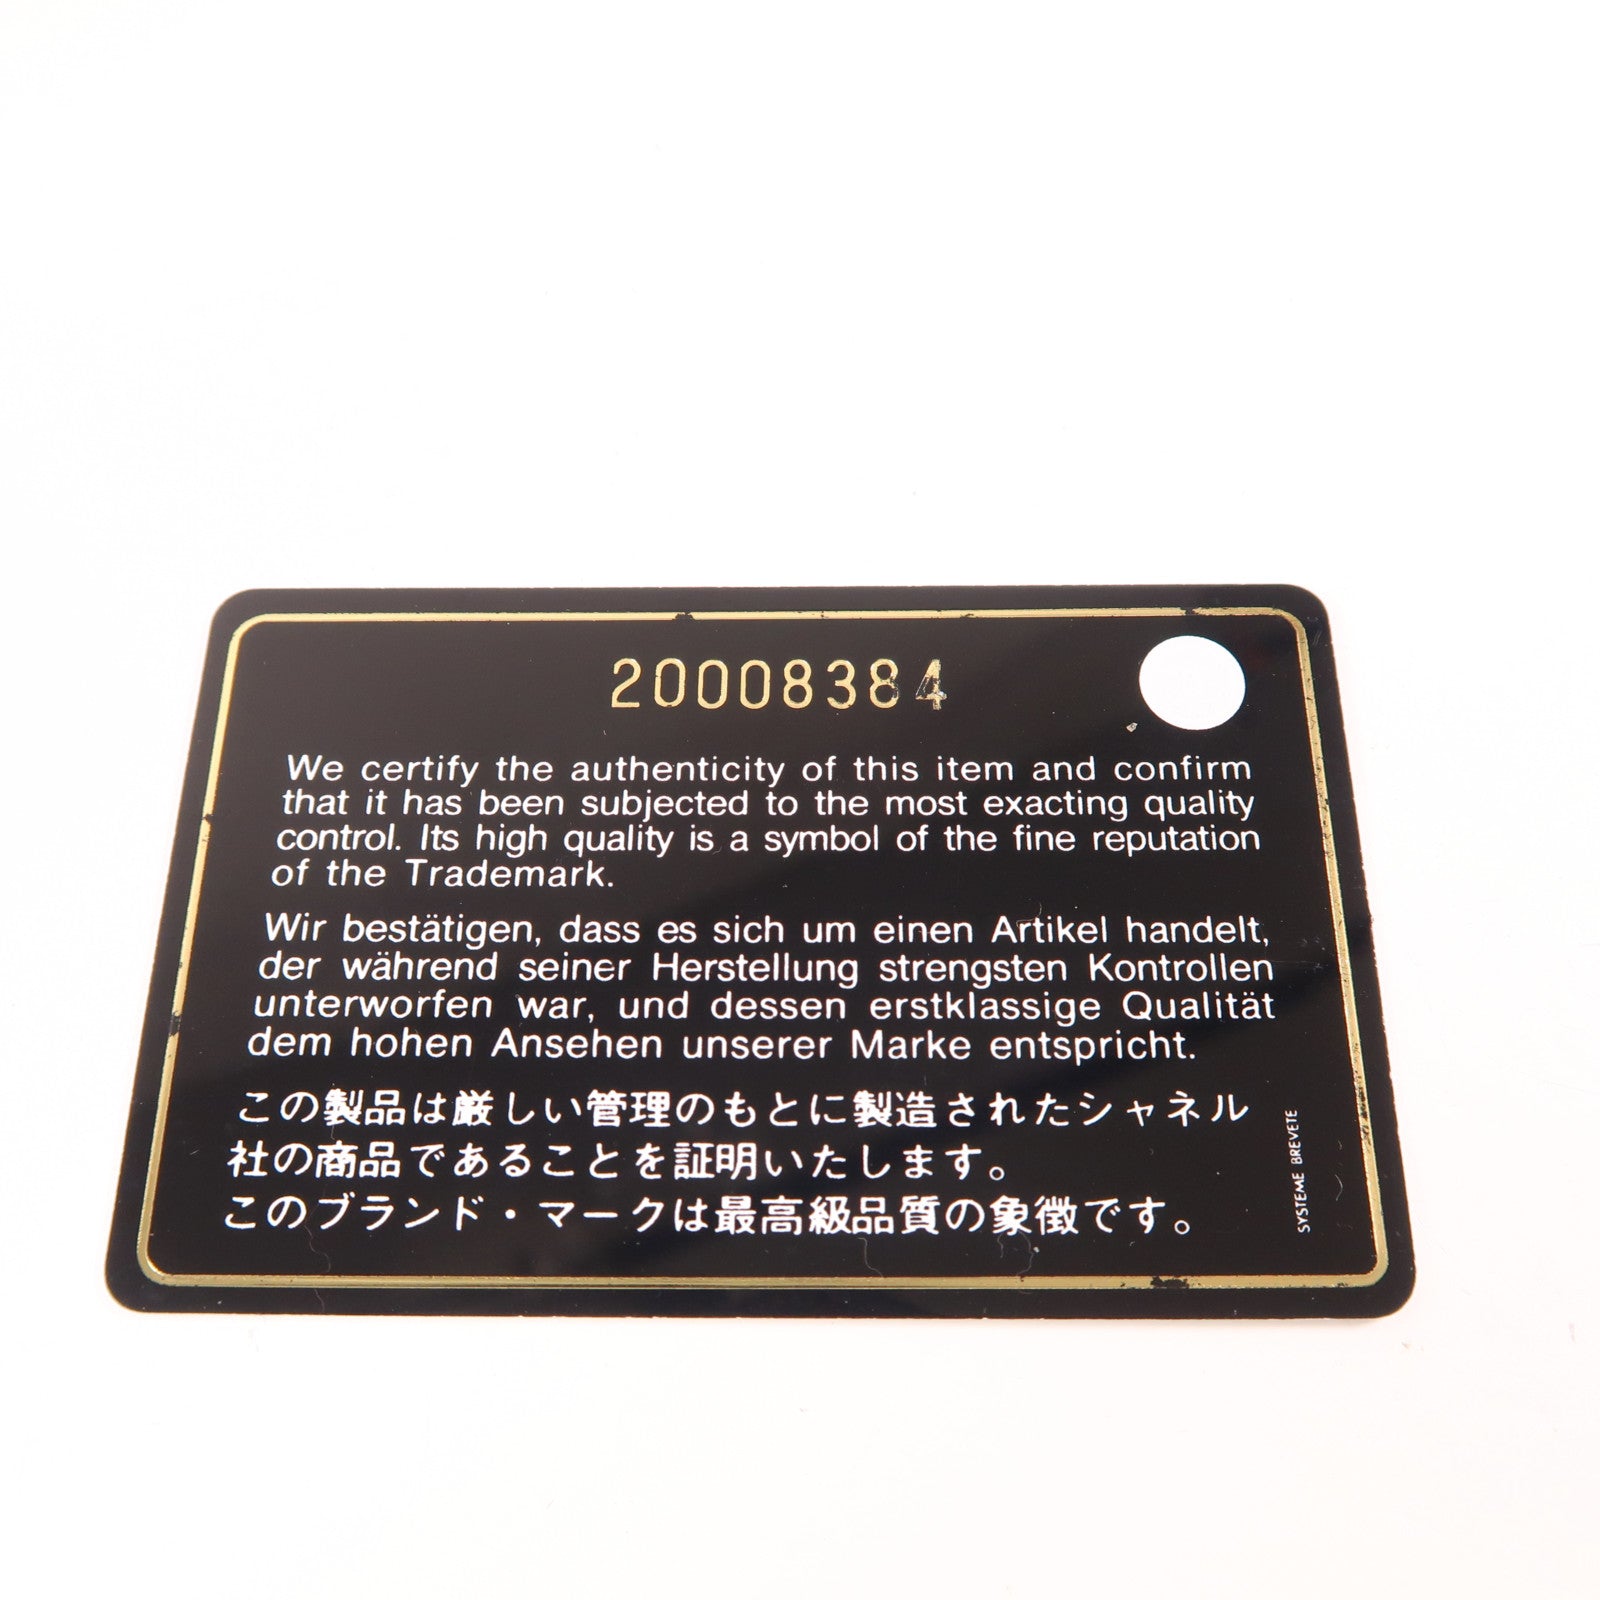 20008384
We certify the authenticity of this item and confirm
that it has been subjected to the most exacting quality
control. Its high quality is a symbol of the fine reputation
of the Trademark.
Wir bestätigen, dass es sich um einen Artikel handelt,
der während seiner Herstellung strengsten Kontrollen
unterworfen war, und dessen erstklassige Qualität
dem hohen Ansehen unserer Marke entspricht.
この製品は厳しい管理のもとに製造されたシャネル
社の商品であることを証明いたします。
このブランド・マークは最高級品質の象徴です。
SYSTEME BREVETE